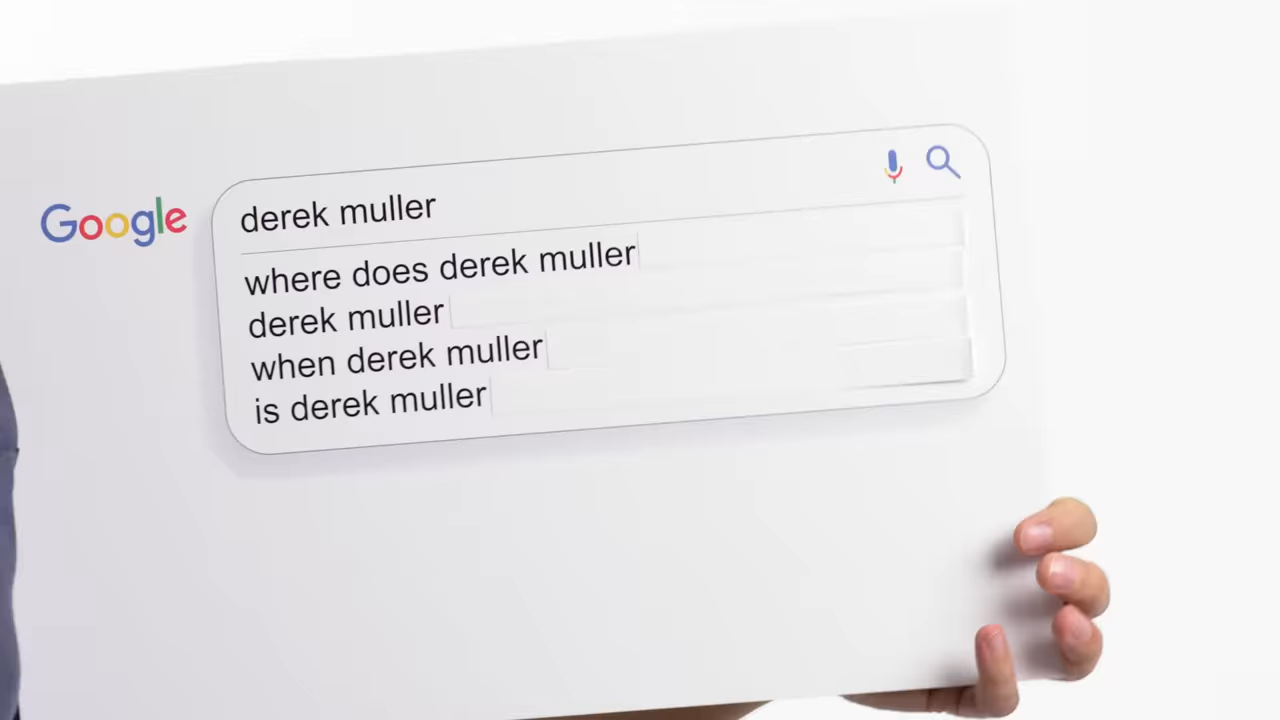 Google
derek muller
where does derek muller
derek muller
when derek muller
is derek muller